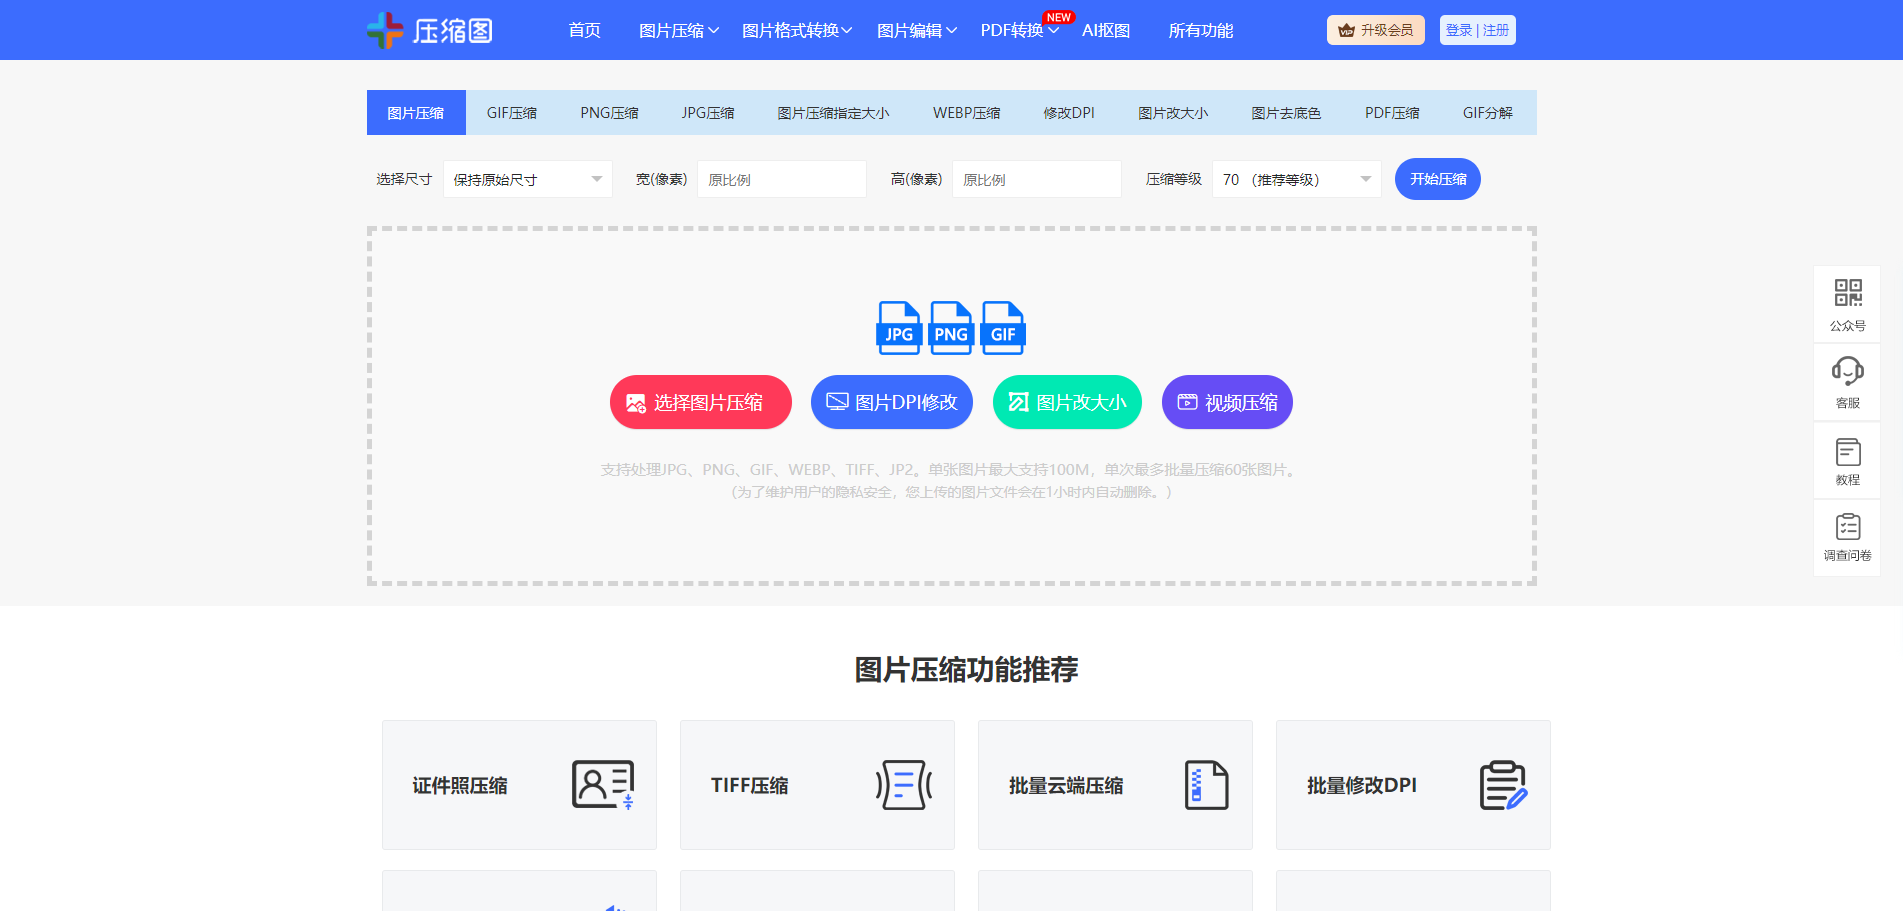 压缩图 首页 图片压缩 图片格式转换 图片编辑 PDF转换 NEW AI抠图 所有功能 升级会员 登录 | 注册
图片压缩 GIF压缩 PNG压缩 JPG压缩 图片压缩指定大小 WEBP压缩 修改DPI 图片改大小 图片去底色 PDF压缩 GIF分解
选择尺寸 保持原始尺寸 宽(像素) 原比例 高(像素) 原比例 压缩等级 70 （推荐等级） 开始压缩
JPG PNG GIF
选择图片压缩 图片DPI修改 图片改大小 视频压缩
支持处理JPG、PNG、GIF、WEBP、TIFF、JP2。单张图片最大支持100M，单次最多批量压缩60张图片。
（为了维护用户的隐私安全，您上传的图片文件会在1小时内自动删除。）
公众号
客服
教程
调查问卷
图片压缩功能推荐
证件照压缩 TIFF压缩 批量云端压缩 批量修改DPI